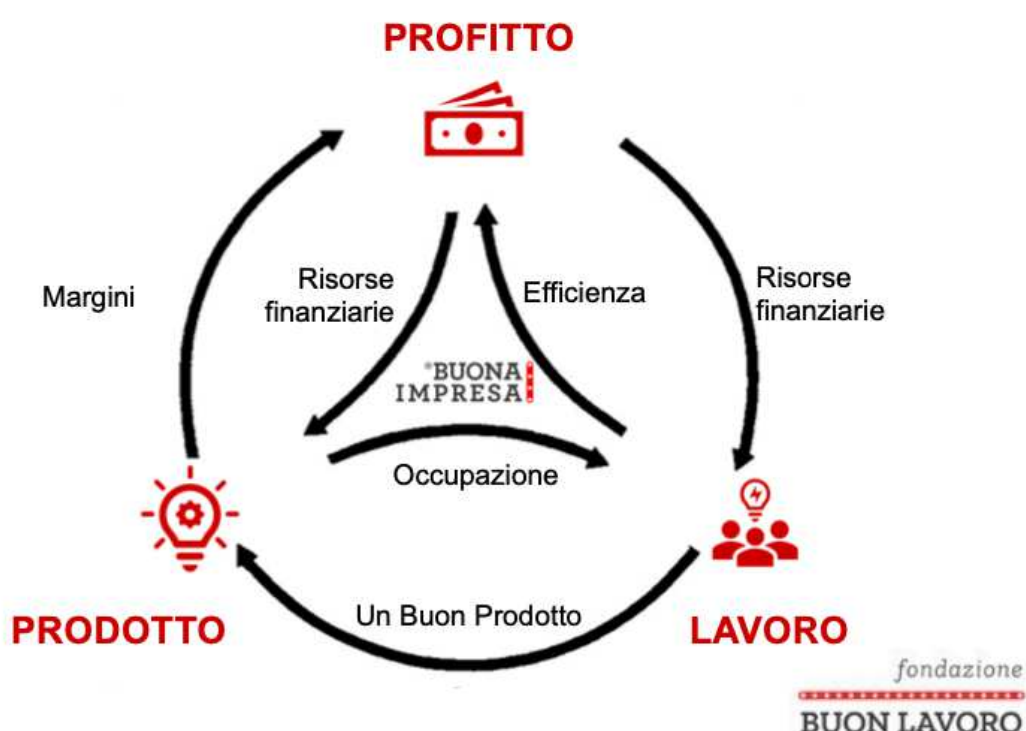 PROFITTO
Margini
Risorse
finanziarie
Efficienza
Risorse
finanziarie
BUONA
IMPRESA
Occupazione
Un Buon Prodotto
PRODOTTO
LAVORO
fondazione
BUON LAVORO